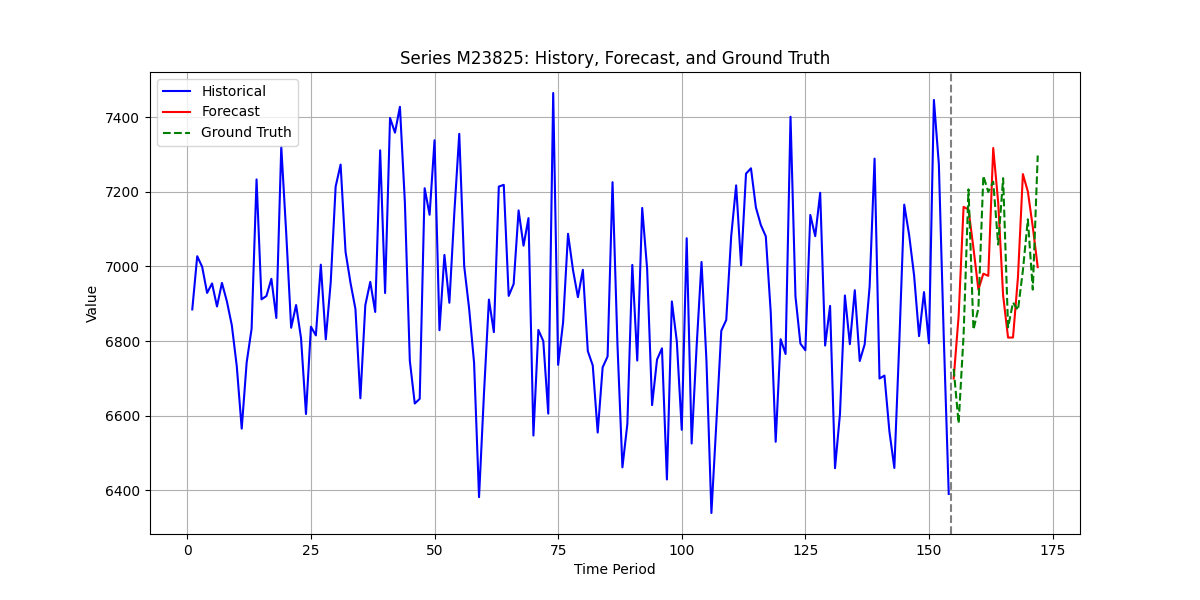 Series M23825: History, Forecast, and Ground Truth
Historical
Forecast
Ground Truth
Value
7400
7200
7000
6800
6600
6400
0 25 50 75 100 125 150 175
Time Period